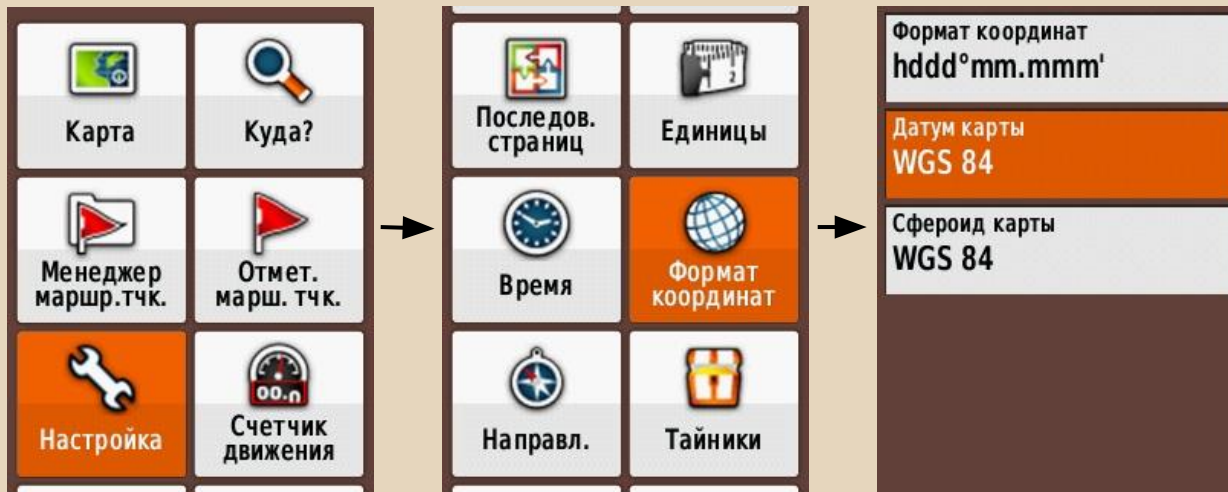 Карта
Куда?
Менеджер
маршр.тчк.
Отмет.
марш. тчк.
Настройка
00.0
Счетчик
движения
Последов.
страниц
2
Единицы
Время
Формат
координат
Направл.
Тайники
Формат координат
hddd°mm.mmm'
Датум карты
WGS 84
Сфероид карты
WGS 84